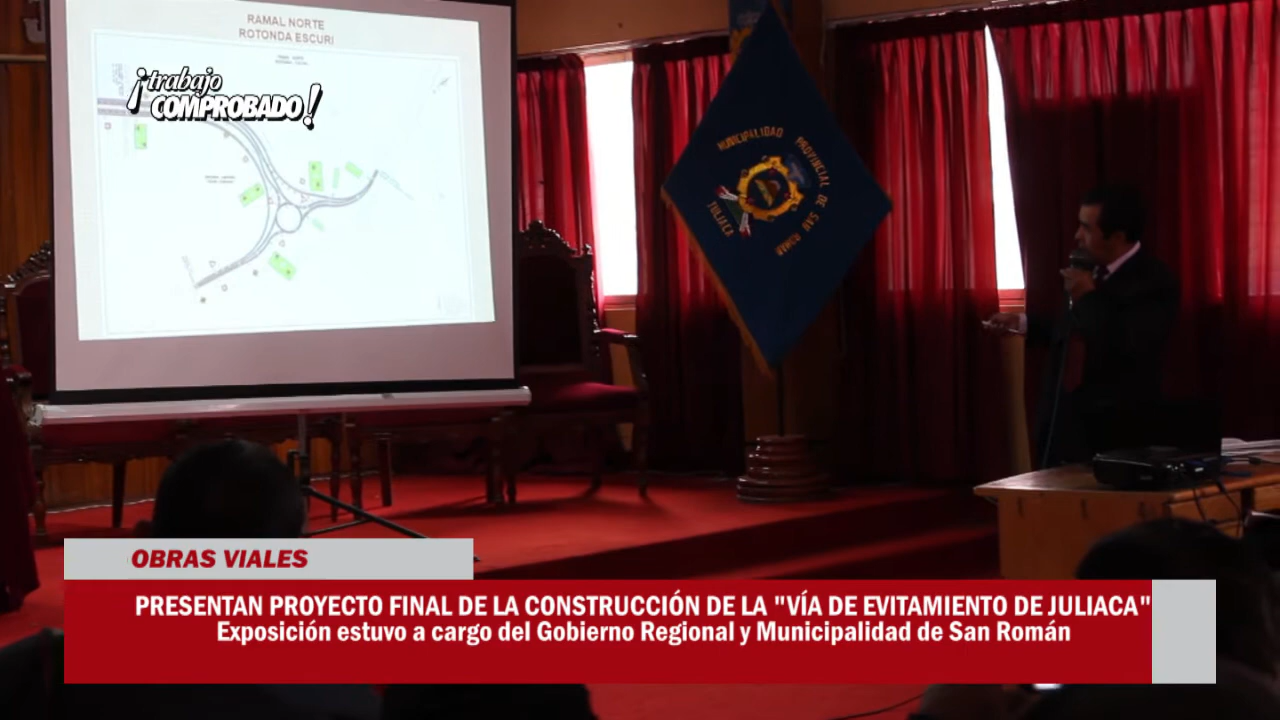 RAMAL NORTE
ROTONDA ESCURI
¡trabajo
COMPROBADO!
MUNICIPALIDAD PROVINCIAL DE SAN ROMAN
JULIACA
OBRAS VIALES
PRESENTAN PROYECTO FINAL DE LA CONSTRUCCIÓN DE LA "VÍA DE EVITAMIENTO DE JULIACA"
Exposición estuvo a cargo del Gobierno Regional y Municipalidad de San Román